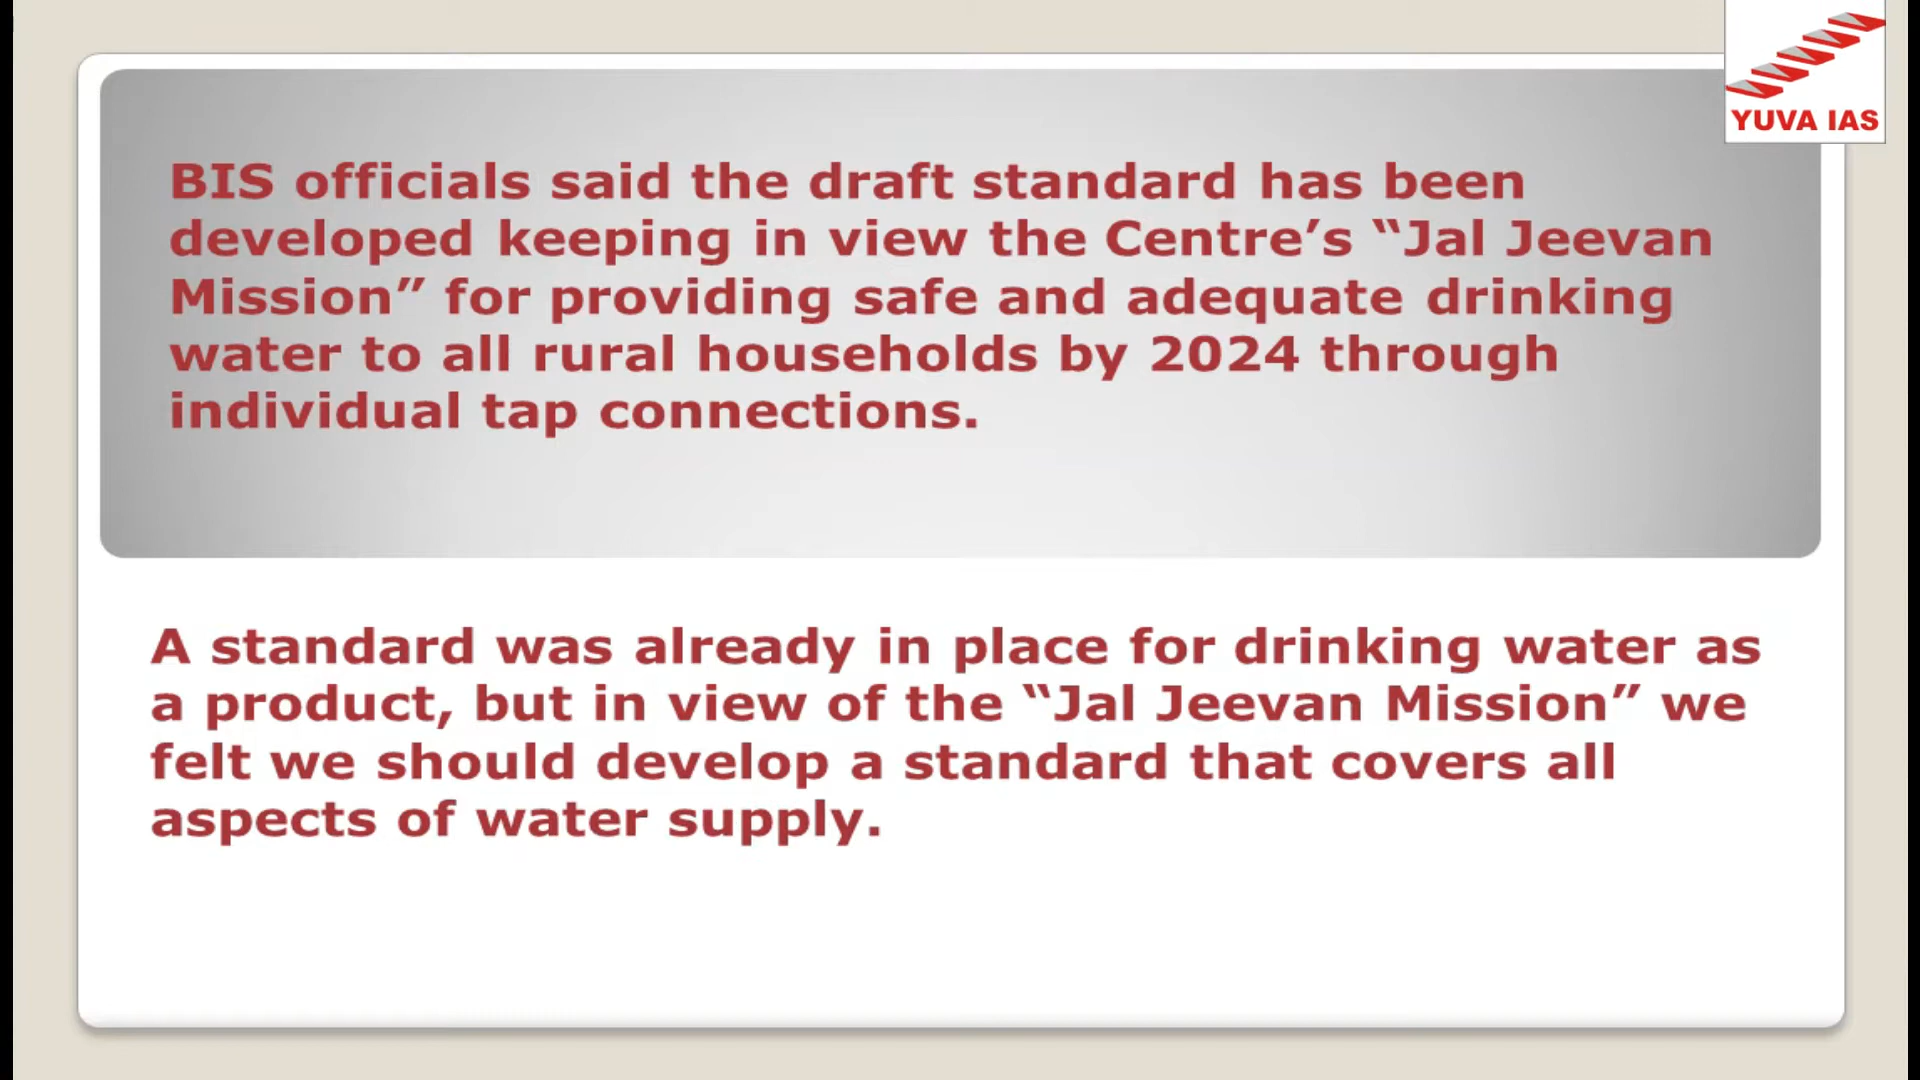 YUVA IAS
BIS officials said the draft standard has been
developed keeping in view the Centre’s “Jal Jeevan
Mission” for providing safe and adequate drinking
water to all rural households by 2024 through
individual tap connections.
A standard was already in place for drinking water as
a product, but in view of the “Jal Jeevan Mission” we
felt we should develop a standard that covers all
aspects of water supply.